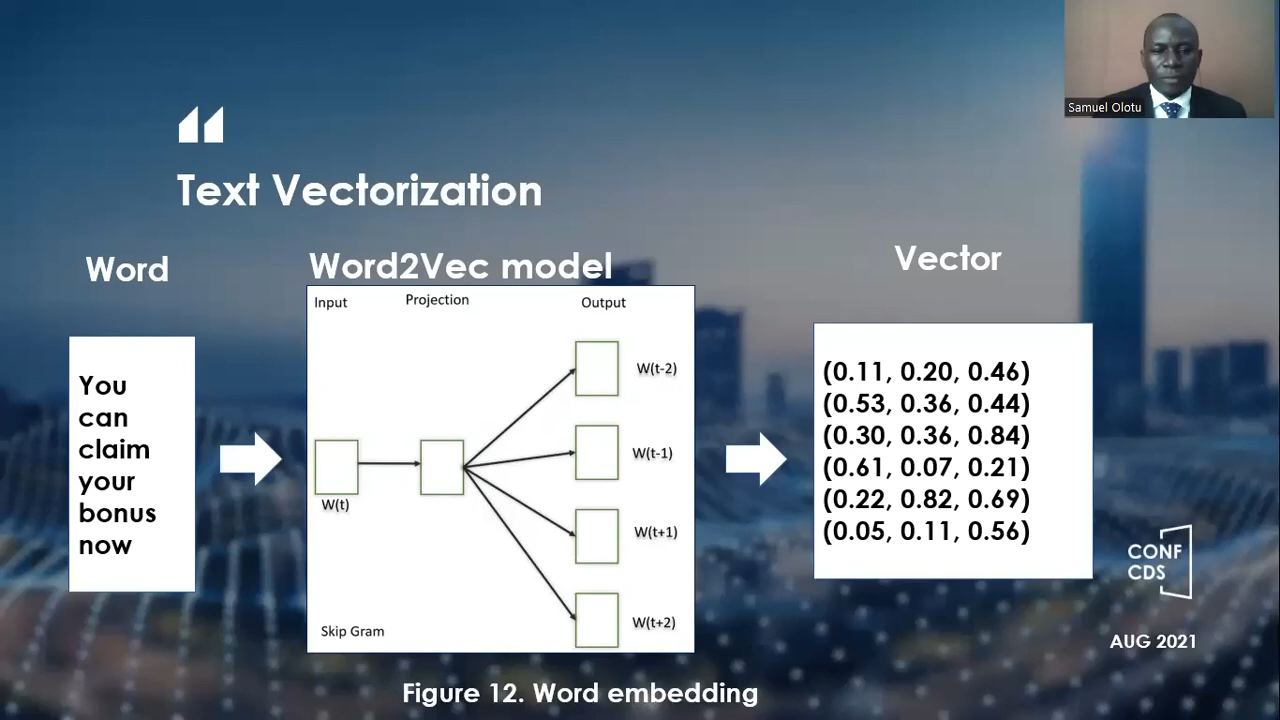 Samuel Olotu
Text Vectorization
Word
Word2Vec model
Vector
Input
Projection
Output
You
can
claim
your
bonus
now
W(t)
W(t-2)
W(t-1)
W(t+1)
W(t+2)
Skip Gram
(0.11, 0.20, 0.46)
(0.53, 0.36, 0.44)
(0.30, 0.36, 0.84)
(0.61, 0.07, 0.21)
(0.22, 0.82, 0.69)
(0.05, 0.11, 0.56)
CONF
CDS
AUG 2021
Figure 12. Word embedding